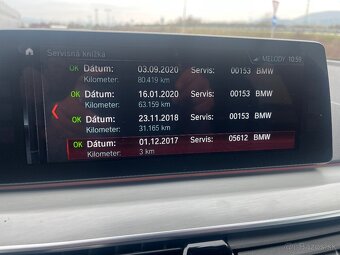 Servisná knižka
MELODY 10:59
OK Dátum: 03.09.2020 Servis: 00153 BMW
Kilometer: 80.419 km
OK Dátum: 16.01.2020 Servis: 00153 BMW
Kilometer: 63.159 km
OK Dátum: 23.11.2018 Servis: 00153 BMW
Kilometer: 31.165 km
OK Dátum: 01.12.2017 Servis: 05612 BMW
Kilometer: 3 km